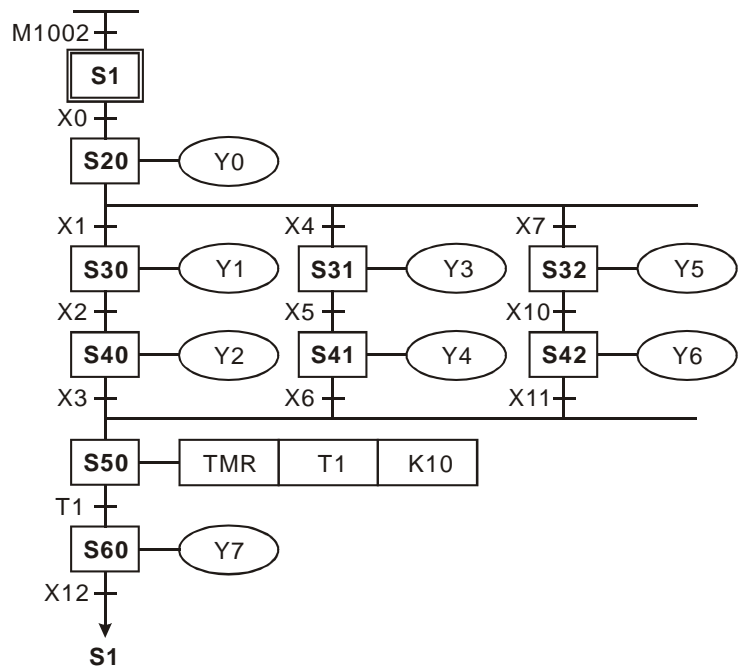 M1002
S1
X0
S20 Y0
X1 X4 X7
S30 Y1 S31 Y3 S32 Y5
X2 X5 X10
S40 Y2 S41 Y4 S42 Y6
X3 X6 X11
S50 TMR T1 K10
T1
S60 Y7
X12
S1